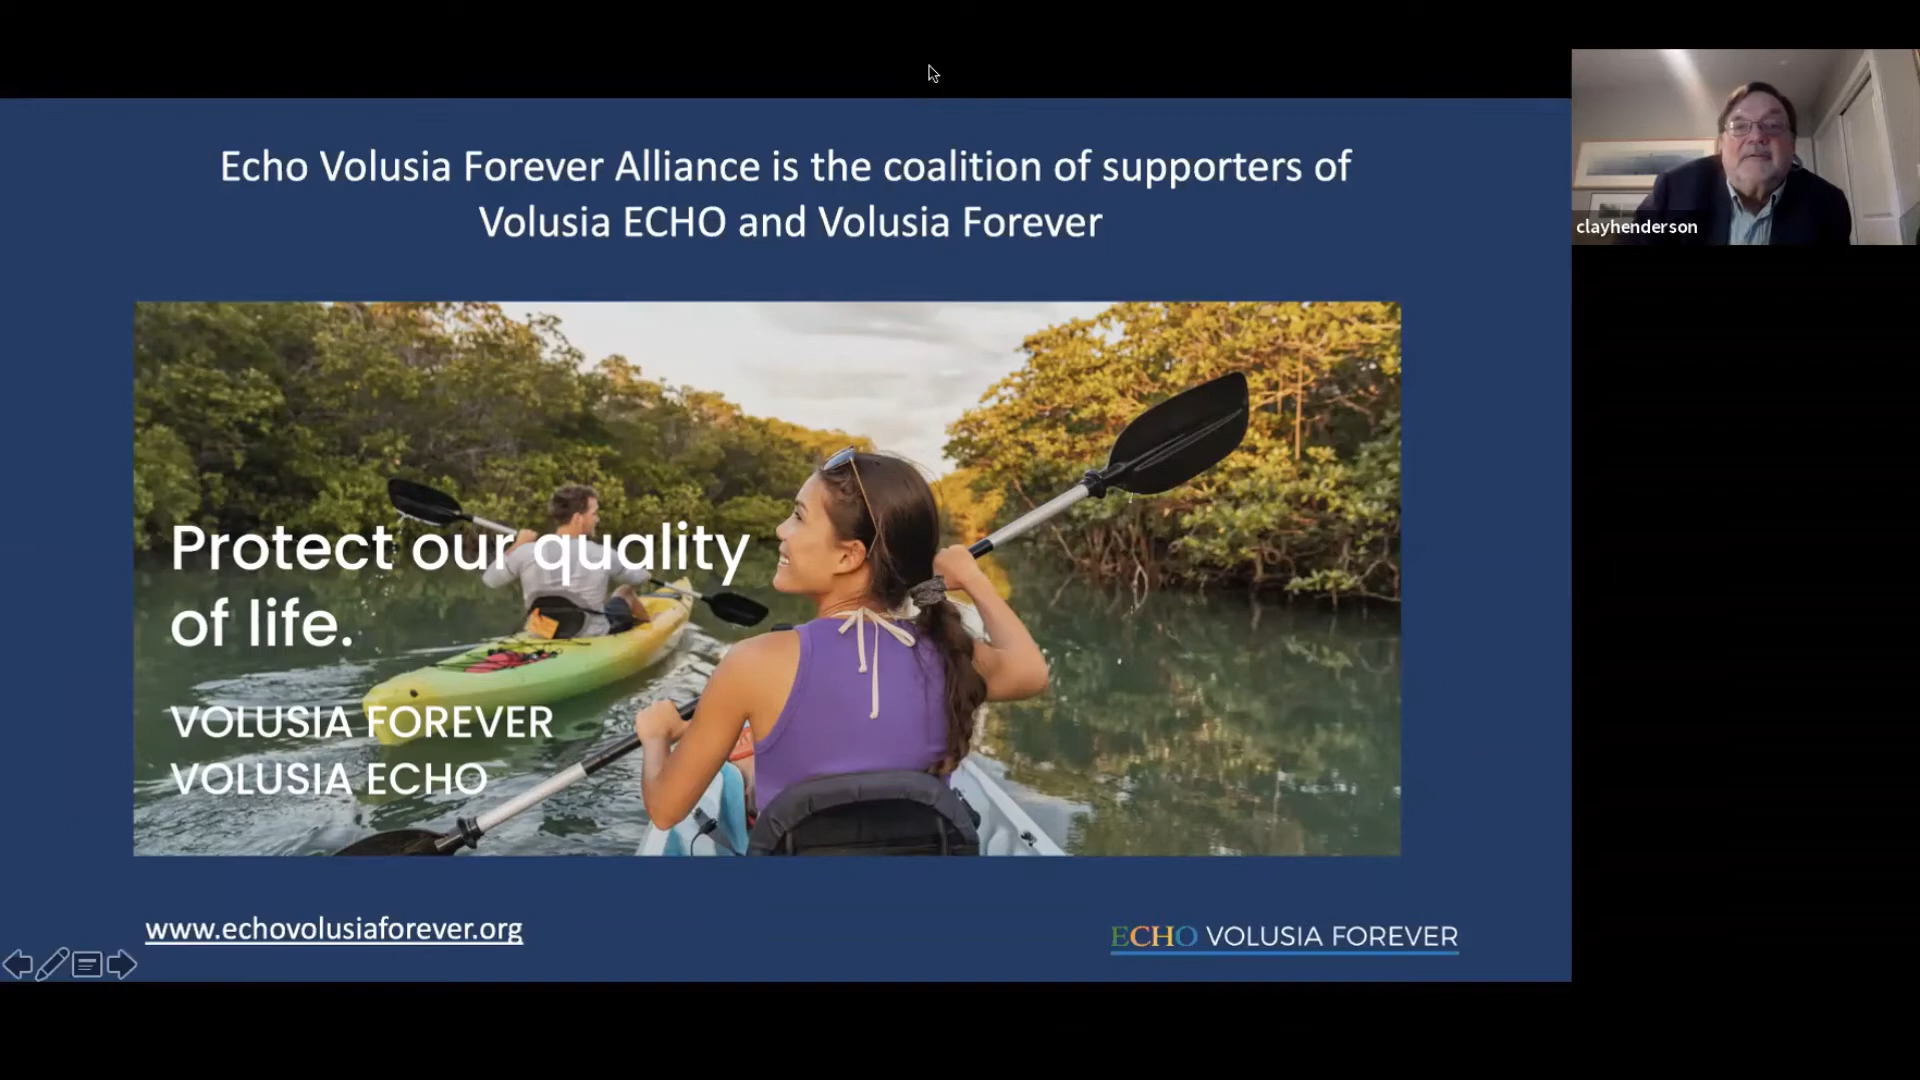 Echo Volusia Forever Alliance is the coalition of supporters of
Volusia ECHO and Volusia Forever
clayhenderson
Protect our quality
of life.
VOLUSIA FOREVER
VOLUSIA ECHO
www.echovolusiaforever.org
ECHO VOLUSIA FOREVER